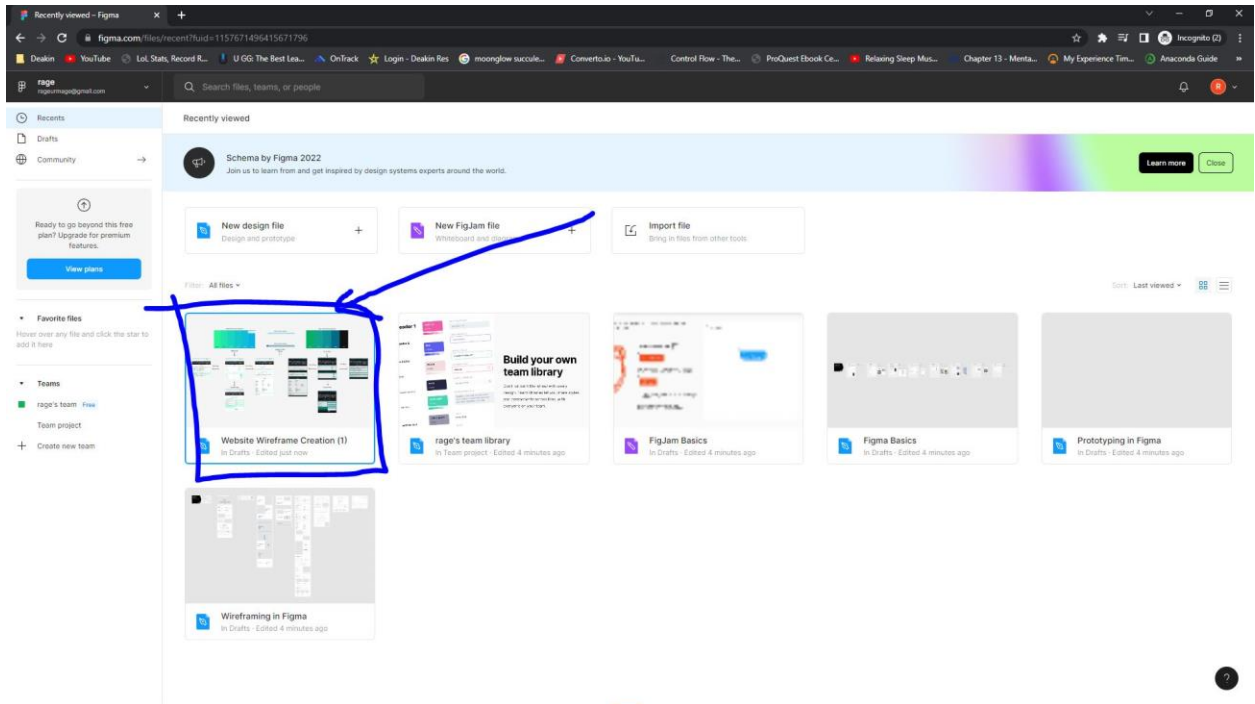 Recently viewed – Figma
figma.com/files/recent?fuid=1157671496415671796
Incognito (2)
Deakin
YouTube
LoL Stats, Record R...
U GG: The Best Lea...
OnTrack
Login - Deakin Res
moonglow succule...
Converto.io - YouTu...
Control Flow - The...
ProQuest Ebook Ce...
Relaxing Sleep Mus...
Chapter 13 - Menta...
My Experience Tim...
Anaconda Guide
rage
rageurmage@gmail.com
Search files, teams, or people
R
Recents
Drafts
Community
Ready to go beyond this free
plan? Upgrade for premium
features.
View plans
Favorite files
Hover over any file and click the star to
add it here
Teams
rage's team Free
Team project
Create new team
Recently viewed
Schema by Figma 2022
Join us to learn from and get inspired by design systems experts around the world.
Learn more
Close
New design file
Design and prototype
New FigJam file
Whiteboard and
Import file
Bring in files from other tools
Filter: All files
Sort: Last viewed
Build your own
team library
Website Wireframe Creation (1)
In Drafts · Edited just now
rage's team library
In Team project · Edited 4 minutes ago
FigJam Basics
In Drafts · Edited 4 minutes ago
Figma Basics
In Drafts · Edited 4 minutes ago
Prototyping in Figma
In Drafts · Edited 4 minutes ago
Wireframing in Figma
In Drafts · Edited 4 minutes ago
?